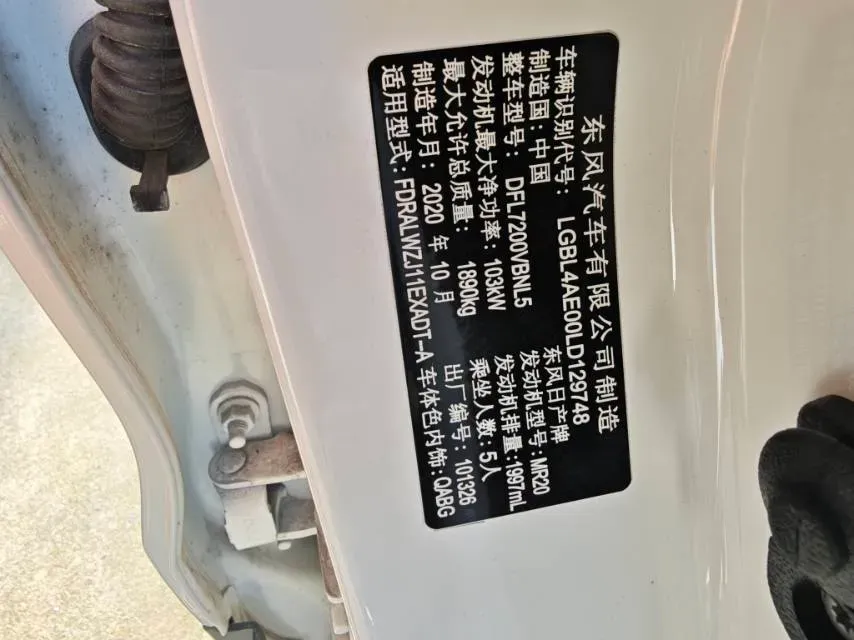 东风汽车有限公司制造
车辆识别代号: LGBL4AE00LD129748
制造国: 中国 东风日产牌
整车型号: DFL7200VBNL5 发动机型号: MR20
发动机最大净功率: 103kW 发动机排量: 1997mL
最大允许总质量: 1890kg 乘坐人数: 5人
制造年月: 2020 年 10 月 出厂编号: 101326
适用型式: FDRALWZJ11EXADT-A 车体色内饰: QABG